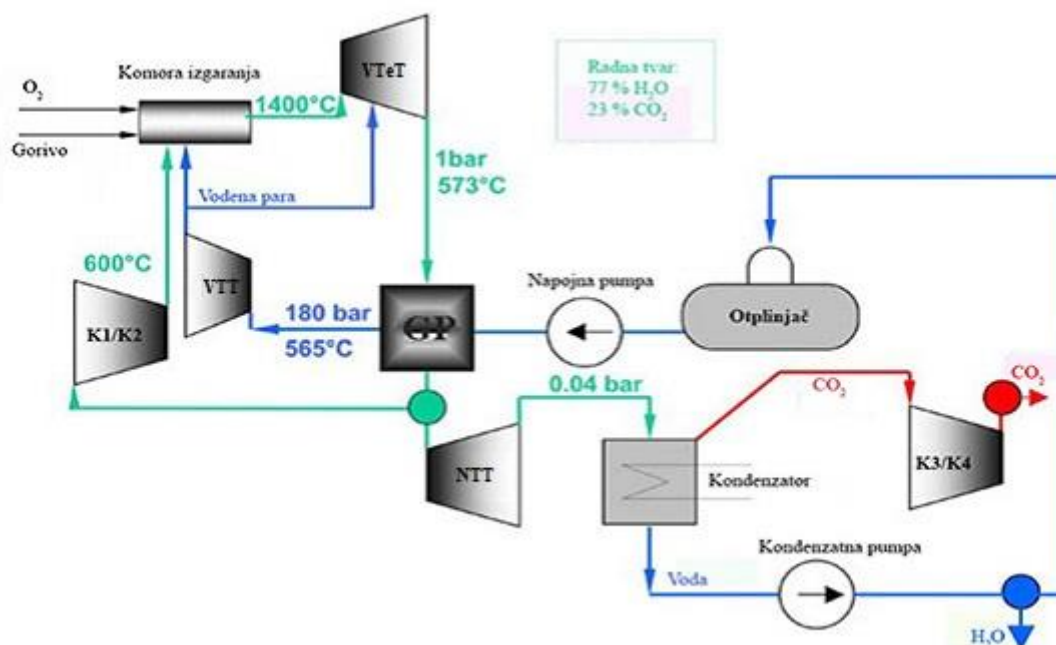 Komora izgaranja
O₂
Gorivo
1400°C
VTeT
Radna tvar:
77 % H₂O
23 % CO₂
1bar
573°C
Vodena para
600°C
VTT
K1/K2
180 bar
565°C
GP
Napojna pumpa
Otplinjač
0.04 bar
CO₂
CO₂
K3/K4
NTT
Kondenzator
Kondenzatna pumpa
Voda
H₂O